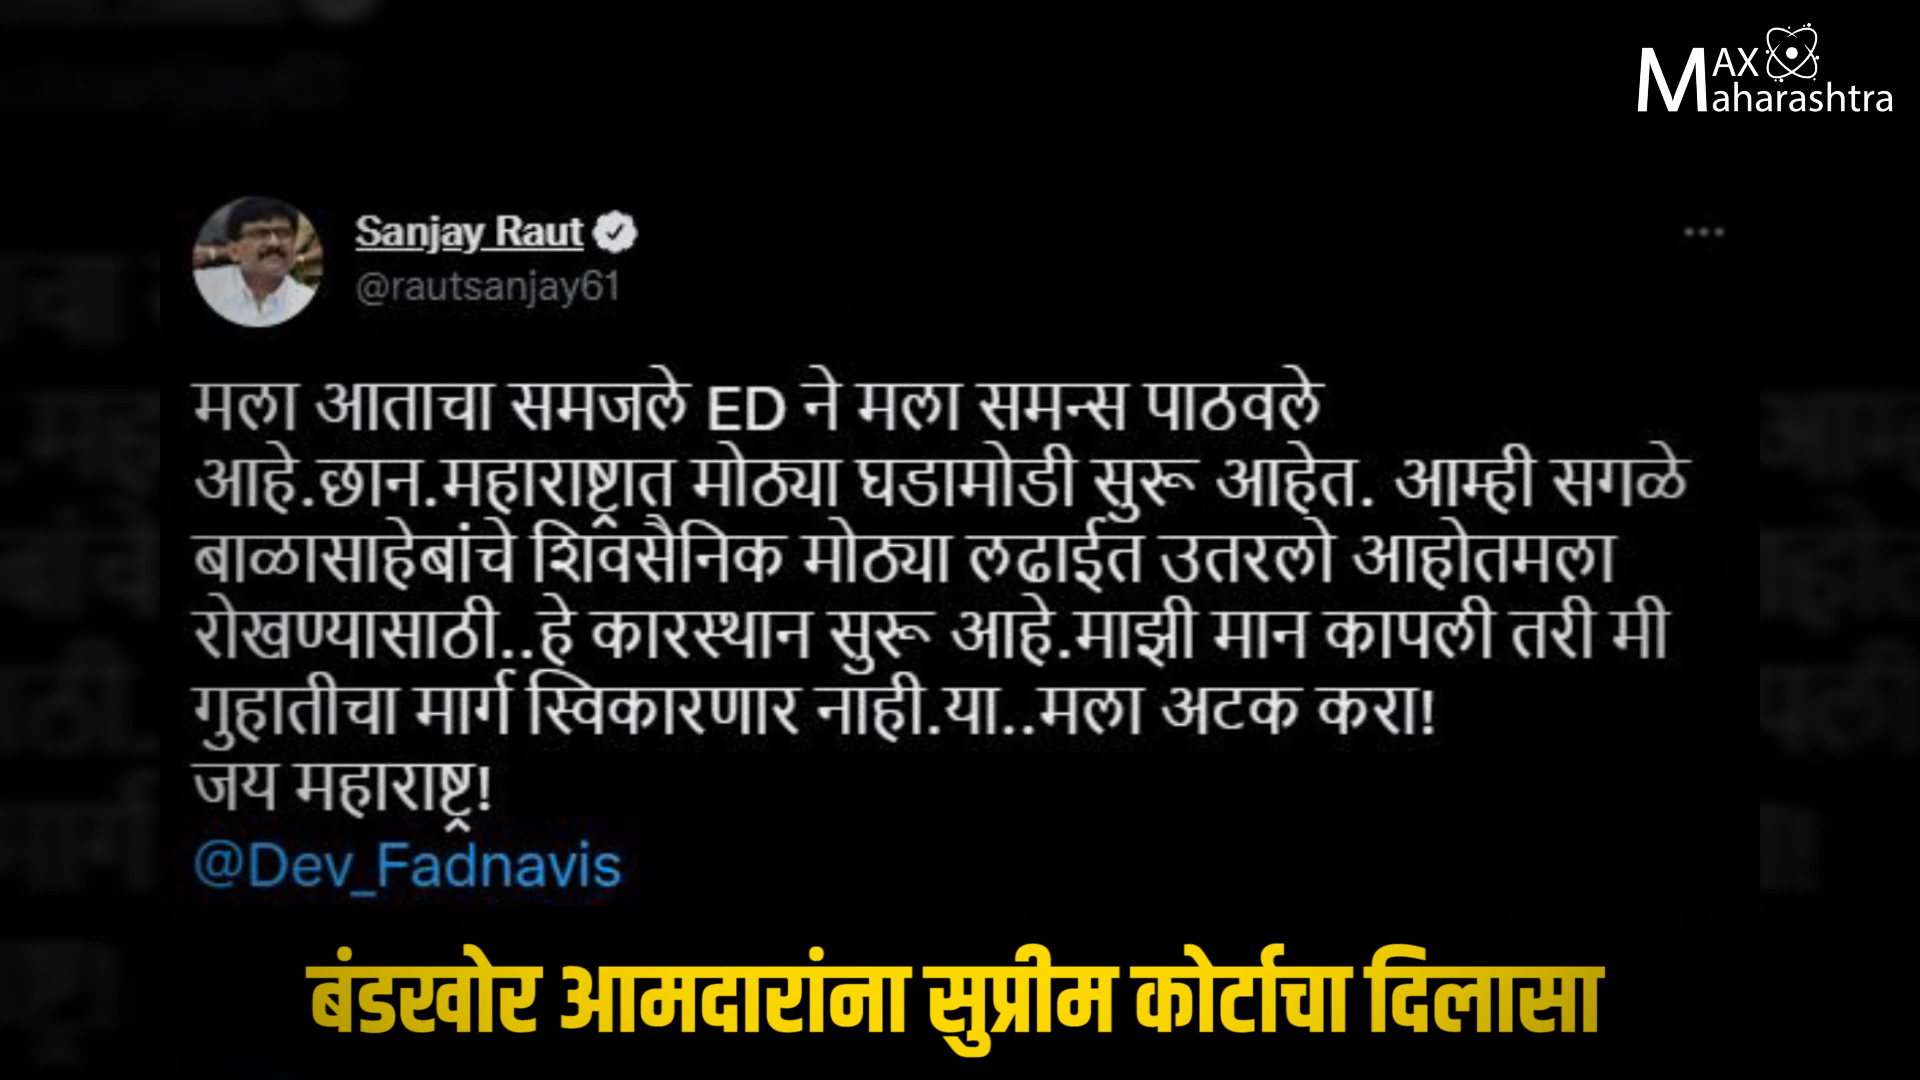 MAX
Maharashtra
Sanjay Raut
@rautsanjay61
मला आताचा समजले ED ने मला समन्स पाठवले
आहे.छान.महाराष्ट्रात मोठ्या घडामोडी सुरू आहेत. आम्ही सगळे
बाळासाहेबांचे शिवसैनिक मोठ्या लढाईत उतरलो आहोतमला
रोखण्यासाठी..हे कारस्थान सुरू आहे.माझी मान कापली तरी मी
गुहातीचा मार्ग स्विकारणार नाही.या..मला अटक करा!
जय महाराष्ट्र!
@Dev_Fadnavis
बंडखोर आमदारांना सुप्रीम कोर्टाचा दिलासा